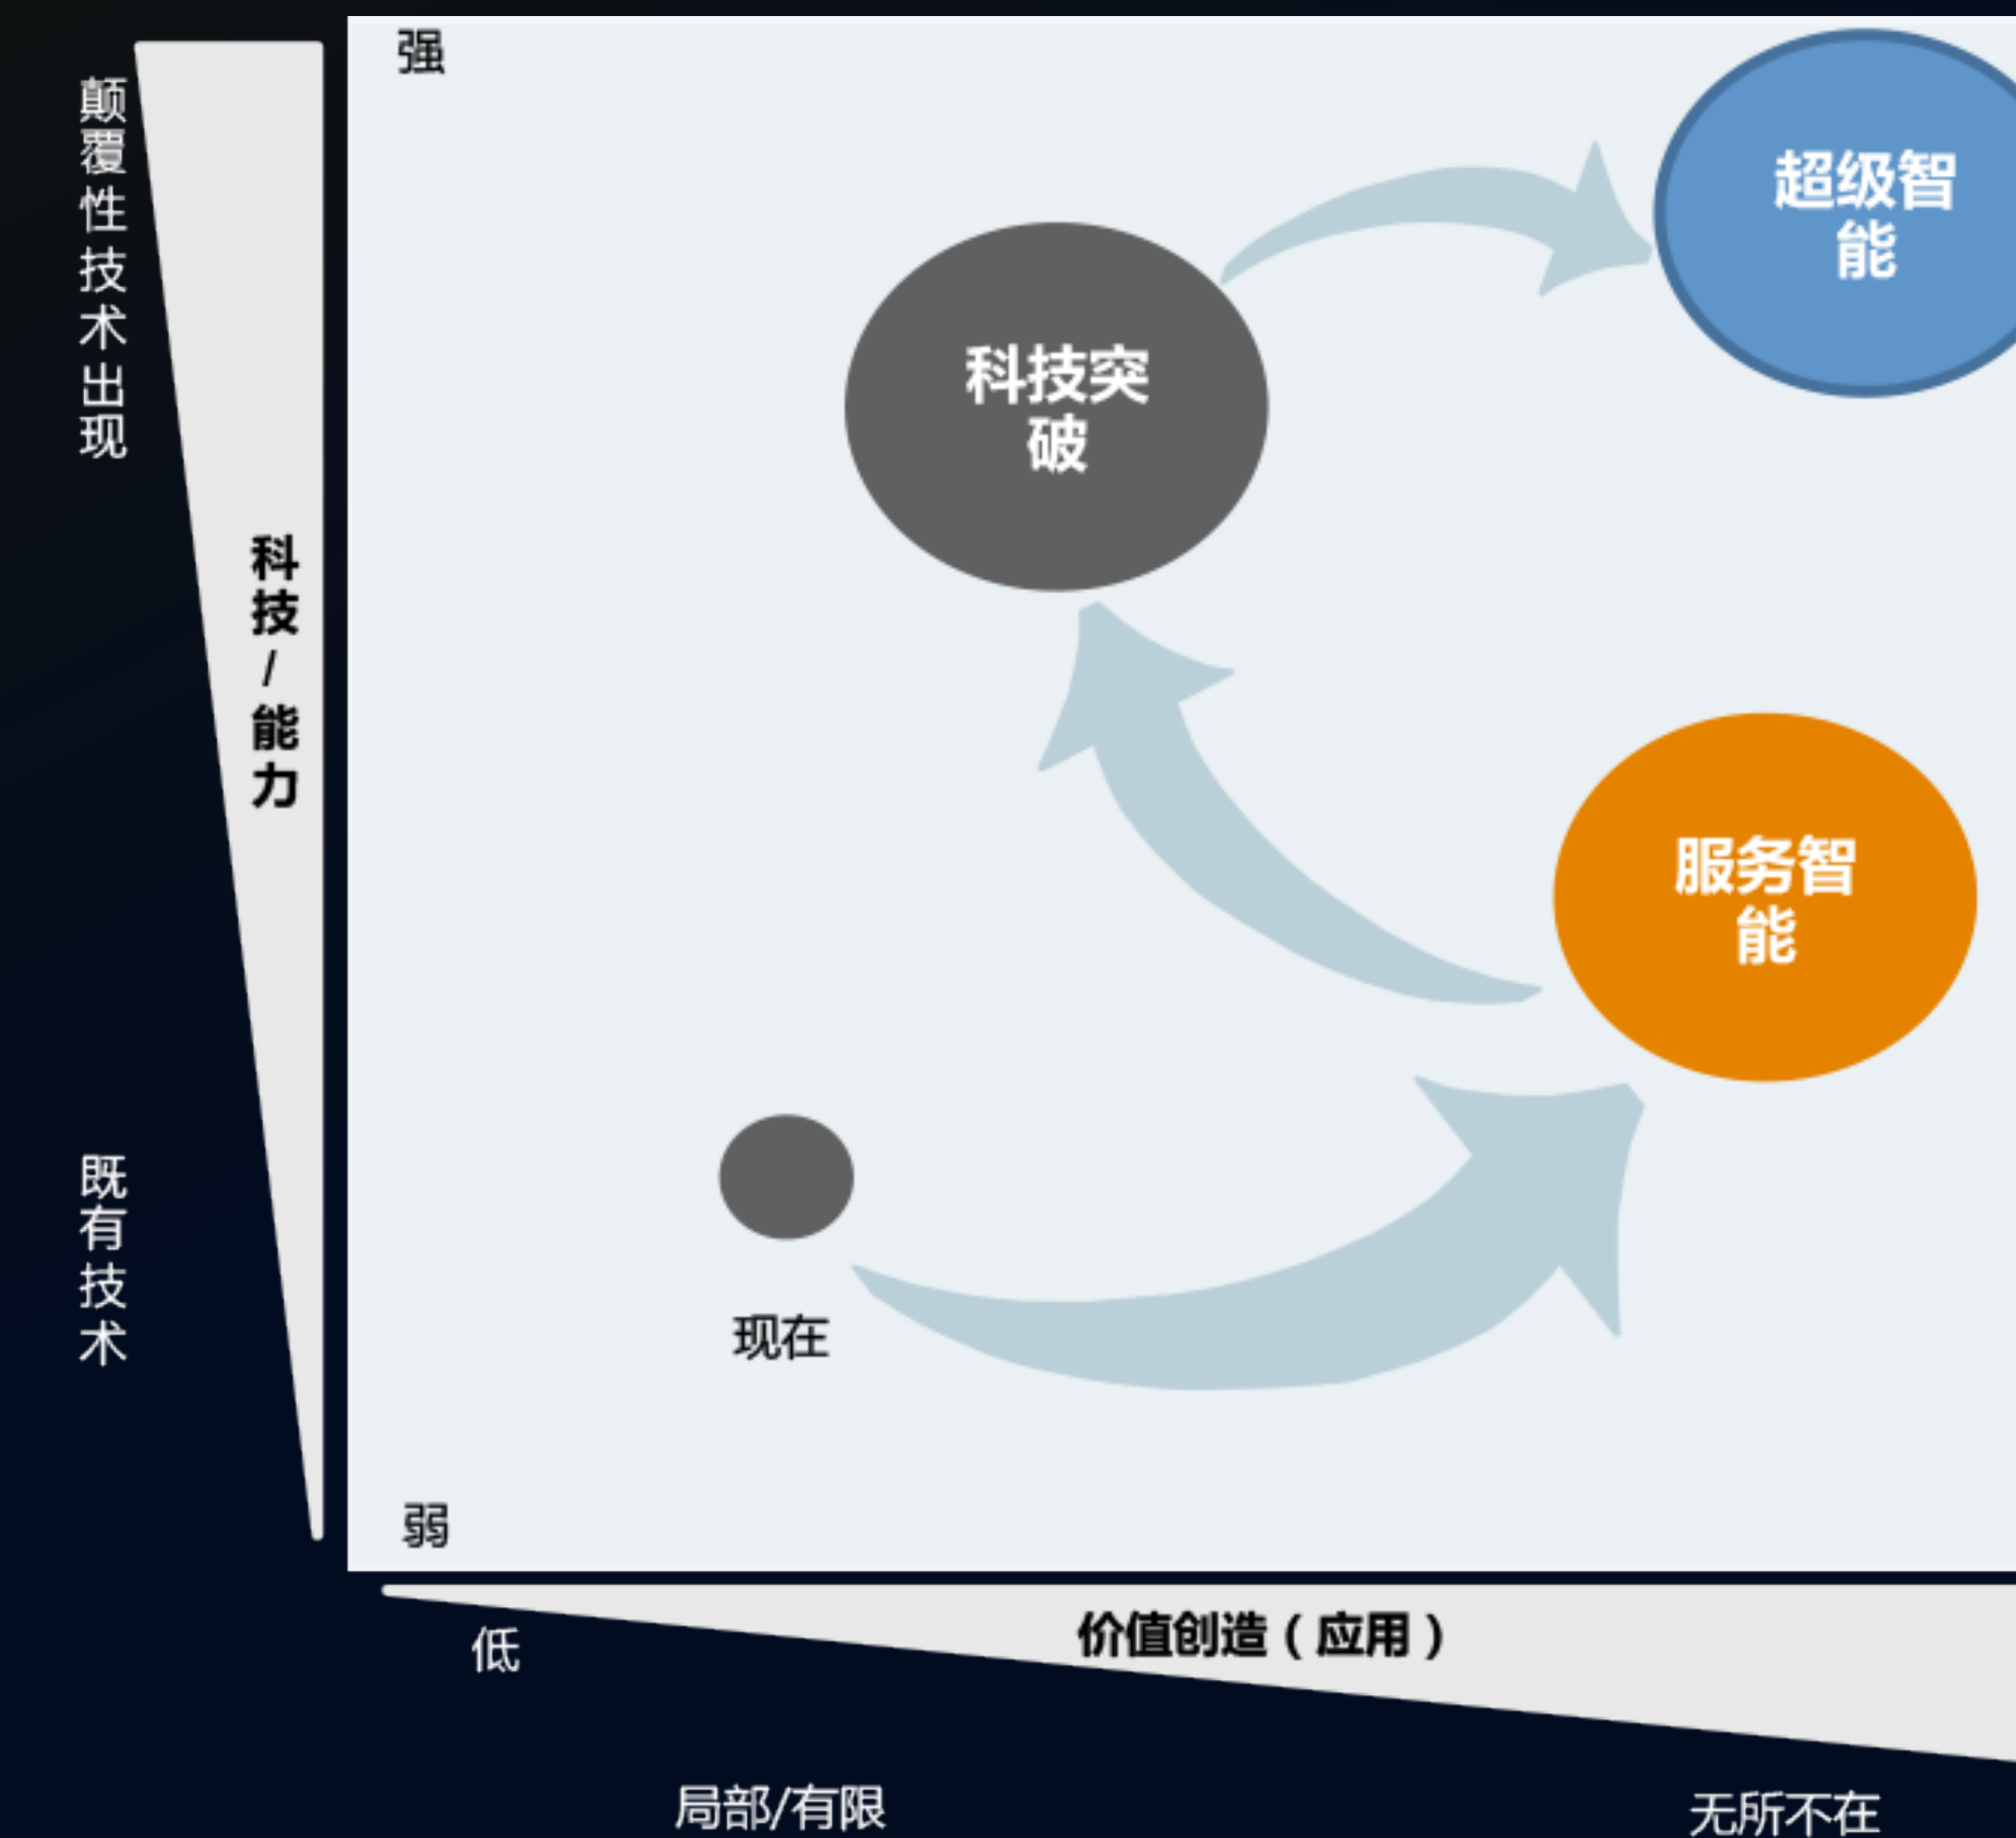 颠覆性技术出现
既有技术
科技/能力
强
超级智
能
科技突
破
服务智
能
现在
弱
价值创造（应用）
低
局部/有限
无所不在